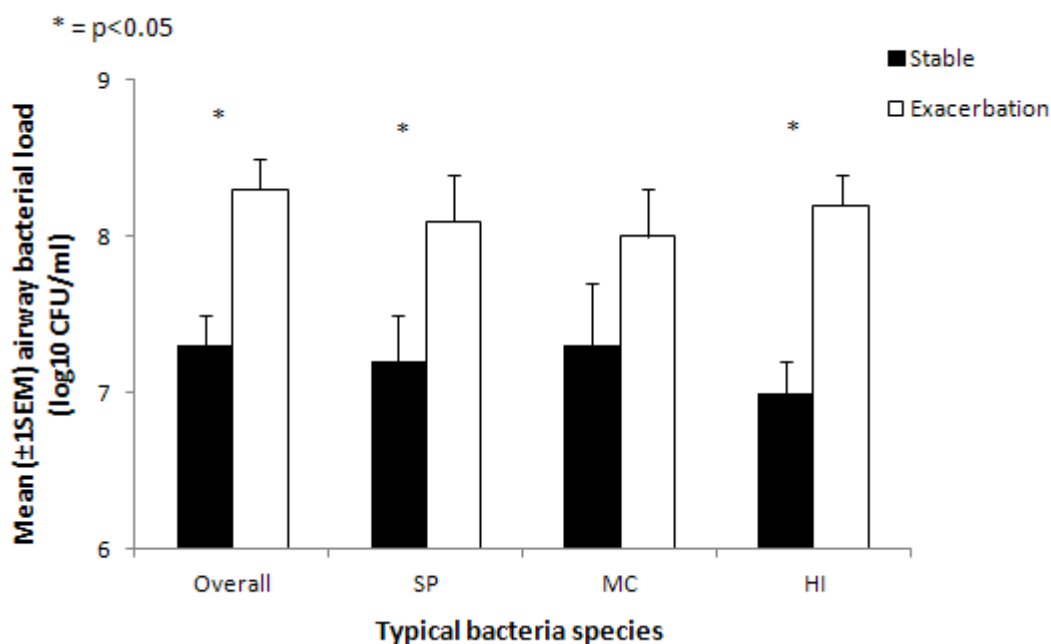 * = p<0.05
Stable
Exacerbation
Mean (±1SEM) airway bacterial load
(log10 CFU/ml)
9
8
7
6
*
*
*
Overall
SP
MC
HI
Typical bacteria species